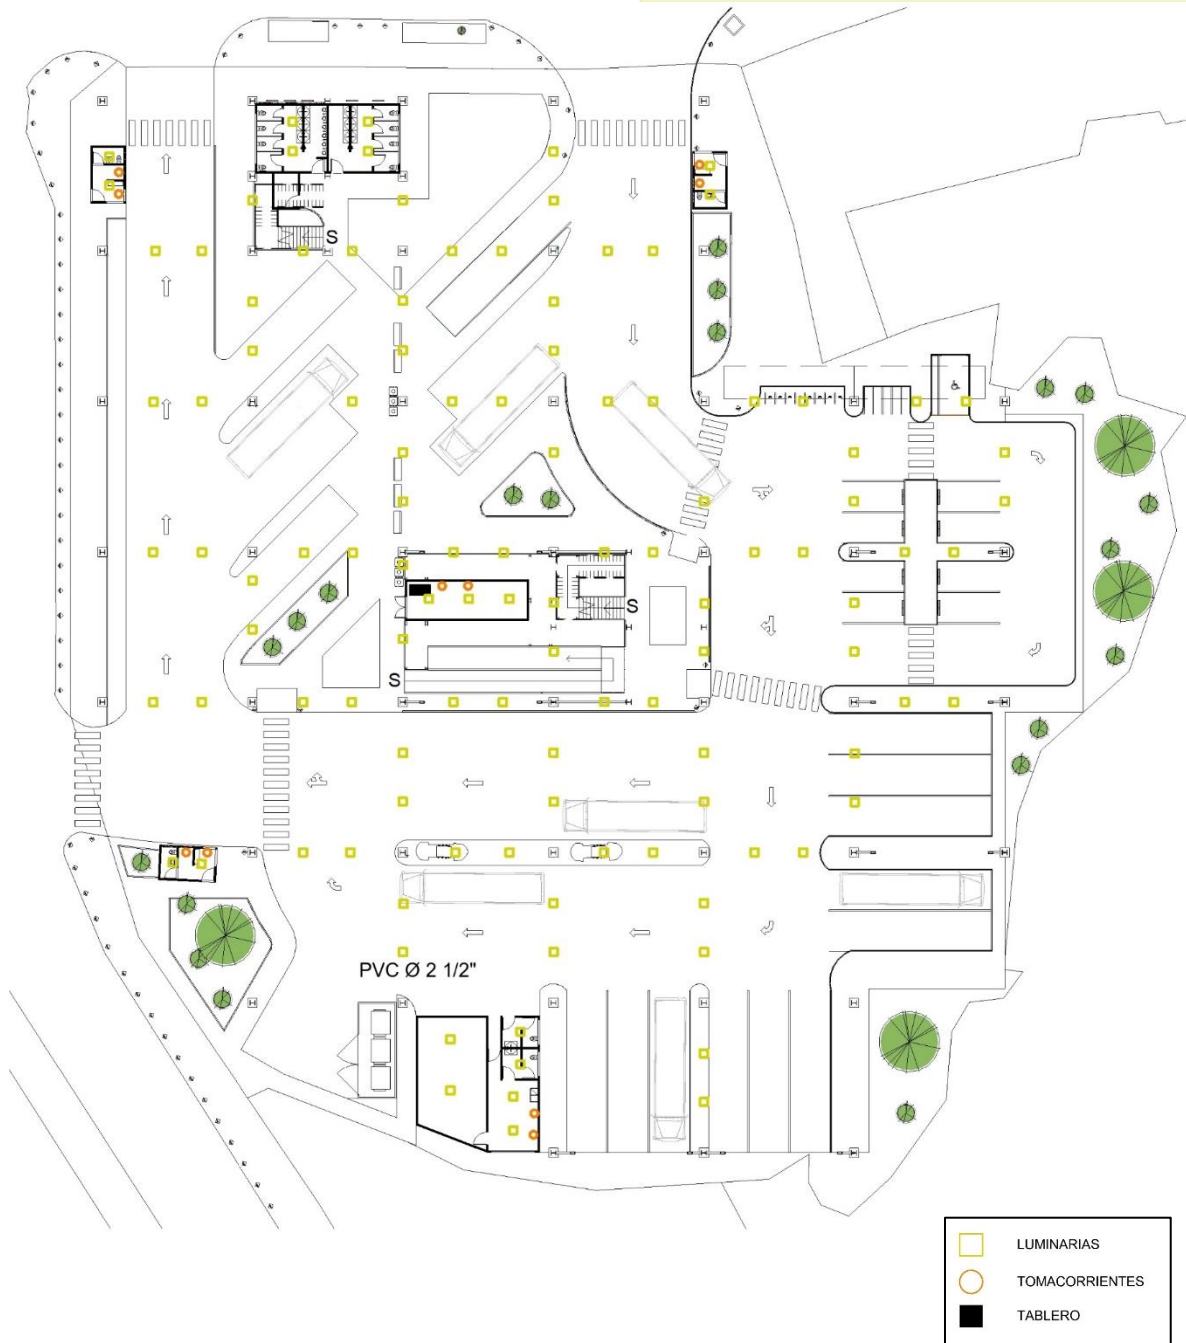 S
S
S
PVC Ø 2 1/2"
LUMINARIAS
TOMACORRIENTES
TABLERO